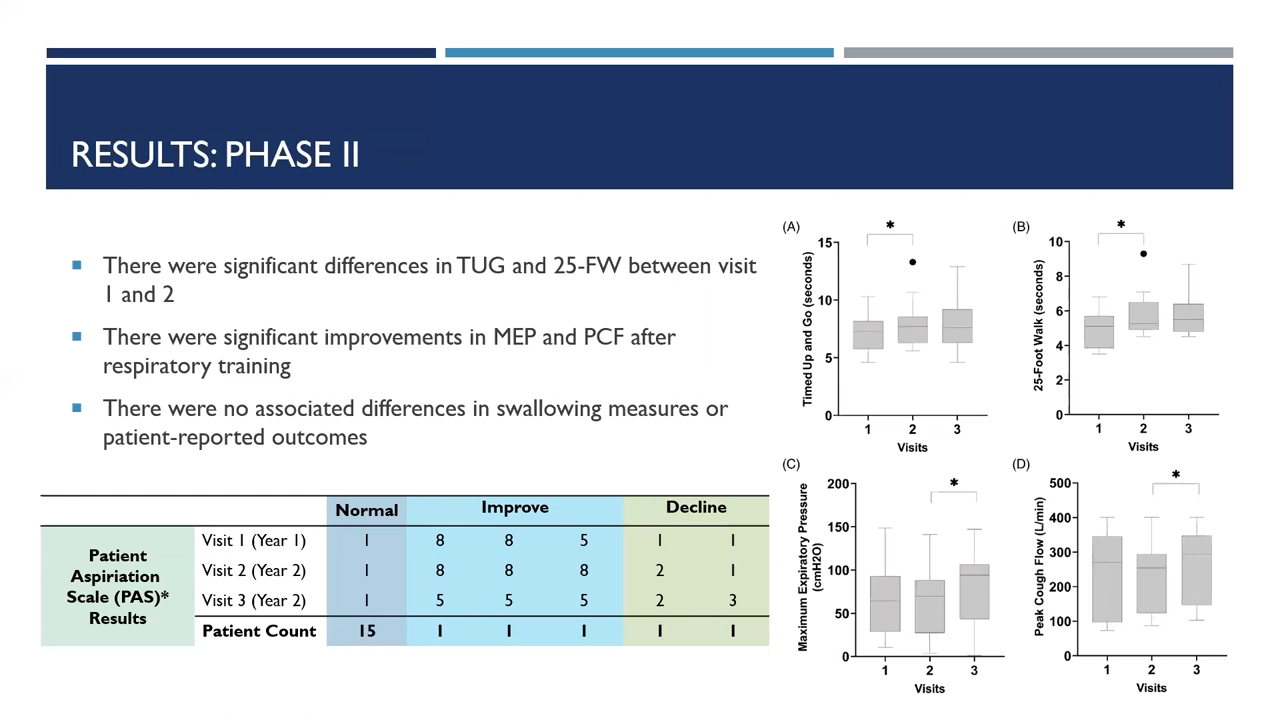 RESULTS: PHASE II
There were significant differences in TUG and 25-FW between visit
1 and 2
There were significant improvements in MEP and PCF after
respiratory training
There were no associated differences in swallowing measures or
patient-reported outcomes
Normal Improve Decline
Patient
Aspiriation
Scale (PAS)*
Results
Visit 1 (Year 1) 1 8 8 5 1 1
Visit 2 (Year 2) 1 8 8 8 2 1
Visit 3 (Year 2) 1 5 5 5 2 3
Patient Count 15 1 1 1 1 1
(A)
*
Timed Up and Go (seconds)
15
10
5
0
1 2 3
Visits
(B)
*
25-Foot Walk (seconds)
10
8
6
4
2
0
1 2 3
Visits
(C)
*
Maximum Expiratory Pressure
(cmH2O)
200
150
100
50
0
1 2 3
Visits
(D)
*
Peak Cough Flow (L/min)
500
400
300
200
100
0
1 2 3
Visits